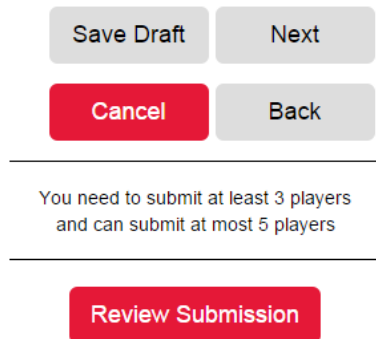 Save Draft Next
Cancel Back
You need to submit at least 3 players
and can submit at most 5 players
Review Submission